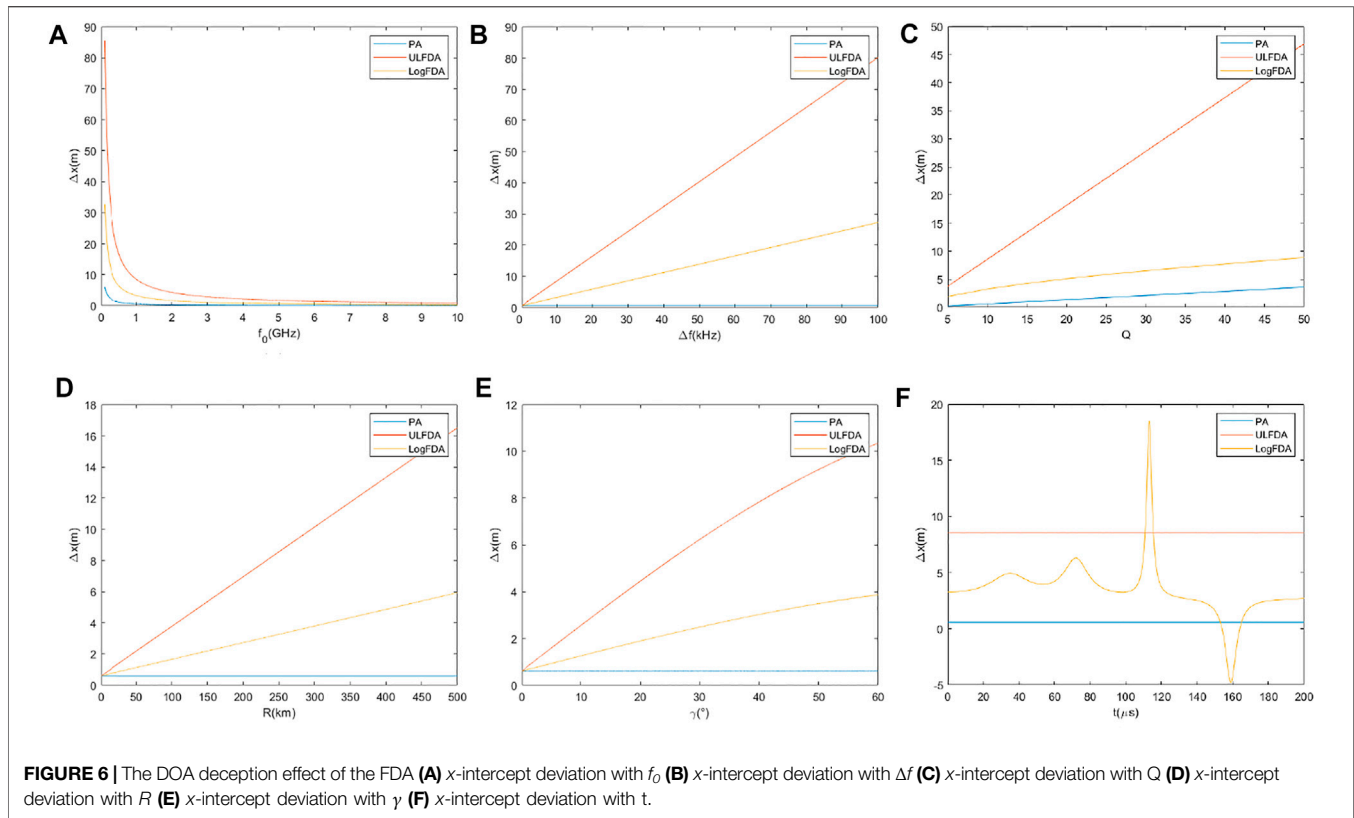 A
90
80
70
60
50
40
30
20
10
0
Δx(m)
0 1 2 3 4 5 6 7 8 9 10
f0(GHz)
PA
ULFDA
LogFDA
B
90
80
70
60
50
40
30
20
10
0
Δx(m)
0 10 20 30 40 50 60 70 80 90 100
Δf(kHz)
PA
ULFDA
LogFDA
C
50
45
40
35
30
25
20
15
10
5
0
Δx(m)
5 10 15 20 25 30 35 40 45 50
Q
PA
ULFDA
LogFDA
D
18
16
14
12
10
8
6
4
2
0
Δx(m)
0 50 100 150 200 250 300 350 400 450 500
R(km)
PA
ULFDA
LogFDA
E
12
10
8
6
4
2
0
Δx(m)
0 10 20 30 40 50 60
γ(°)
PA
ULFDA
LogFDA
F
20
15
10
5
0
-5
Δx(m)
0 20 40 60 80 100 120 140 160 180 200
t(μs)
PA
ULFDA
LogFDA
FIGURE 6 | The DOA deception effect of the FDA (A) x-intercept deviation with f0 (B) x-intercept deviation with Δf (C) x-intercept deviation with Q (D) x-intercept
deviation with R (E) x-intercept deviation with γ (F) x-intercept deviation with t.